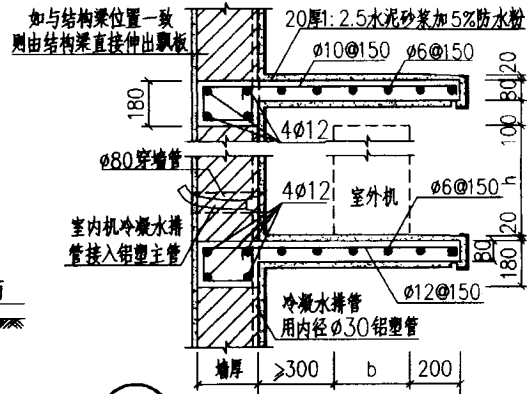 如与结构梁位置一致
则由结构梁直接伸出飘板
20厚1:2.5水泥砂浆加5%防水粉
ø10@150
ø6@150
20
80
180
4ø12
100
ø80穿墙管
4ø12
室外机
h
ø6@150
室内机冷凝水排
管接入铝塑主管
20
80
180
ø12@150
冷凝水排管
用内径ø30铝塑管
墙厚
≥300
b
200